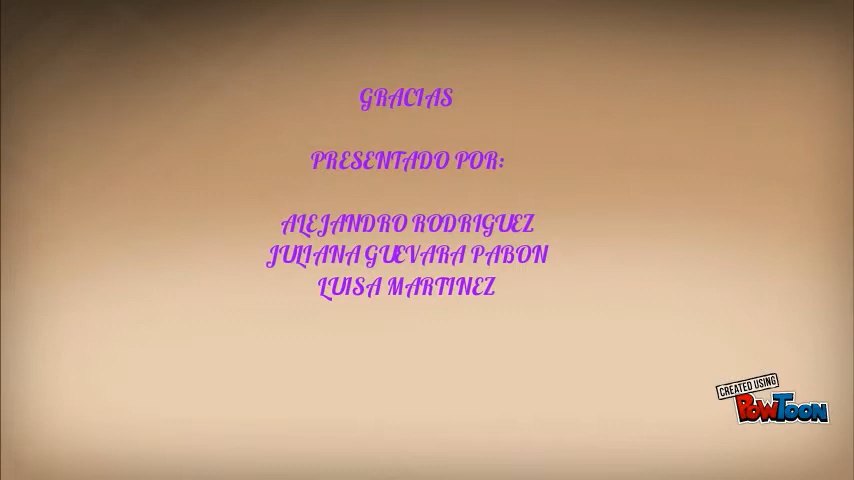 GRACIAS
PRESENTADO POR:
ALEJANDRO RODRIGUEZ
JULIANA GUEVARA PABON
LUISA MARTINEZ
CREATED USING
POWTOON